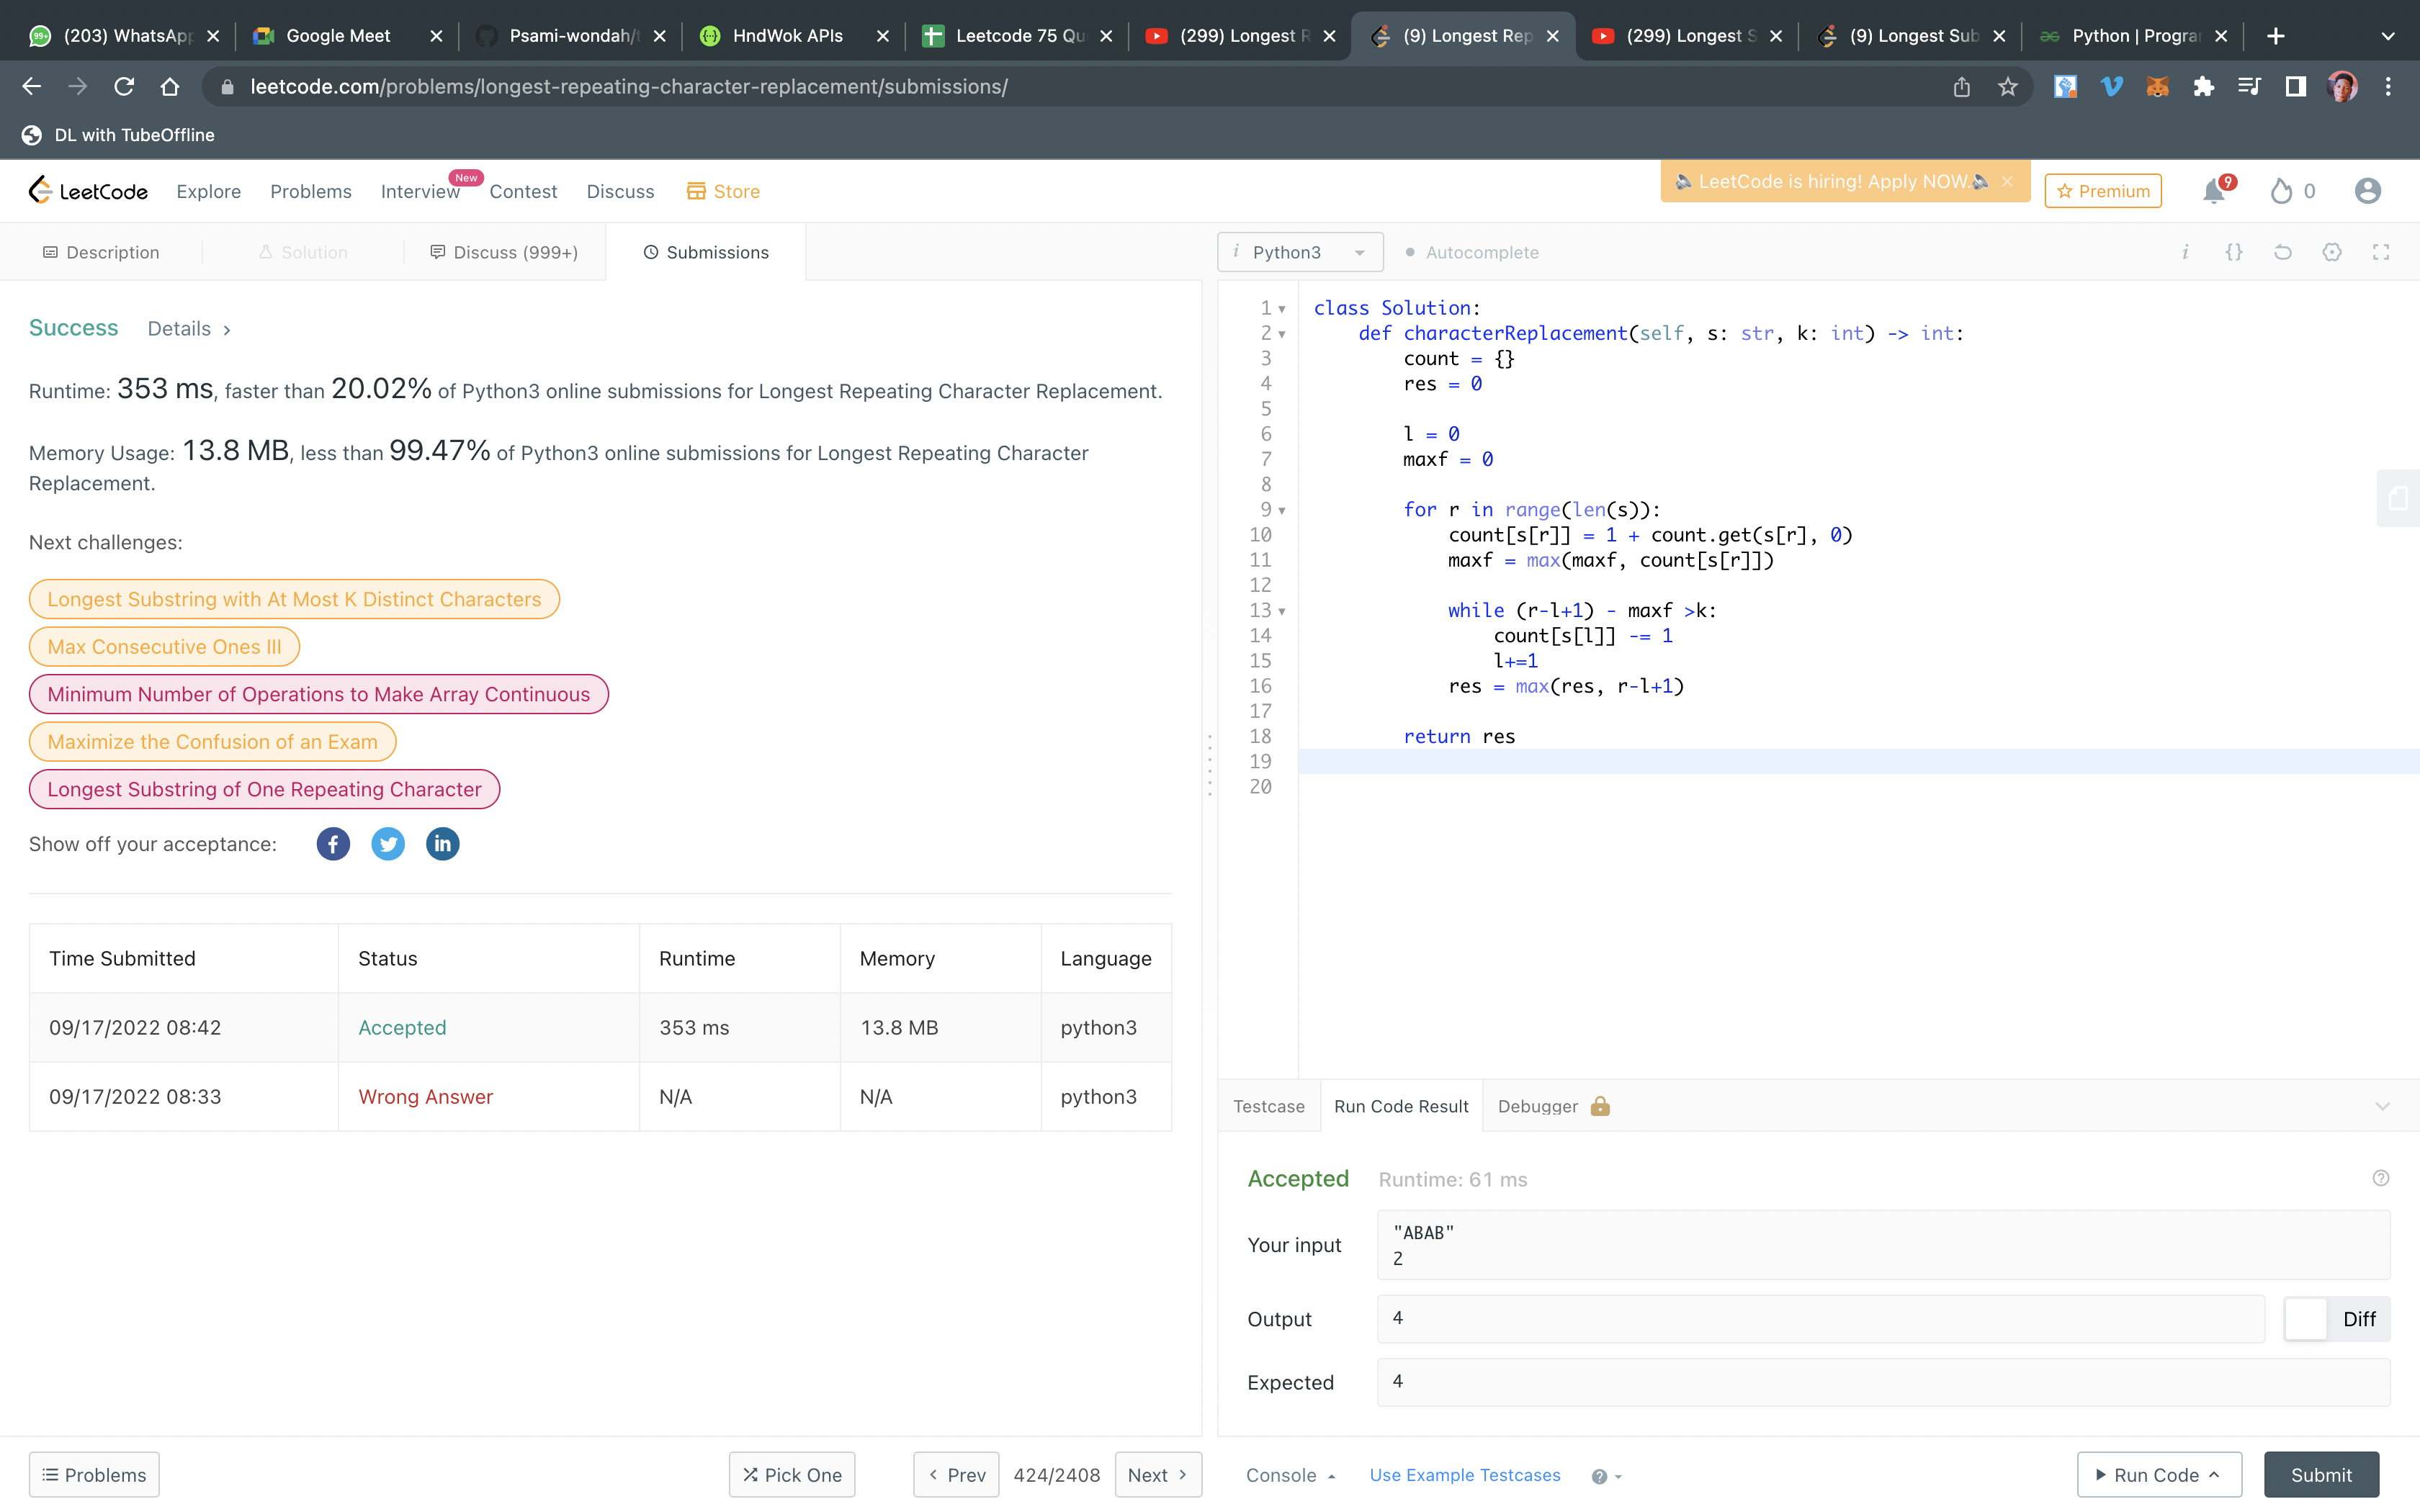 (203) WhatsApp
Google Meet
Psami-wondah/t
HndWok APIs
Leetcode 75 Qu
(299) Longest R
(9) Longest Rep
(299) Longest S
(9) Longest Sub
Python | Progra
leetcode.com/problems/longest-repeating-character-replacement/submissions/
DL with TubeOffline
LeetCode
Explore
Problems
Interview
New
Contest
Discuss
Store
LeetCode is hiring! Apply NOW.
Premium
9
0
Description
Solution
Discuss (999+)
Submissions
Python3
Autocomplete
Success
Details
Runtime: 353 ms, faster than 20.02% of Python3 online submissions for Longest Repeating Character Replacement.
Memory Usage: 13.8 MB, less than 99.47% of Python3 online submissions for Longest Repeating Character
Replacement.
Next challenges:
Longest Substring with At Most K Distinct Characters
Max Consecutive Ones III
Minimum Number of Operations to Make Array Continuous
Maximize the Confusion of an Exam
Longest Substring of One Repeating Character
Show off your acceptance:
Time Submitted Status Runtime Memory Language
09/17/2022 08:42 Accepted 353 ms 13.8 MB python3
09/17/2022 08:33 Wrong Answer N/A N/A python3
1 class Solution:
2     def characterReplacement(self, s: str, k: int) -> int:
3         count = {}
4         res = 0
5
6         l = 0
7         maxf = 0
8
9         for r in range(len(s)):
10             count[s[r]] = 1 + count.get(s[r], 0)
11             maxf = max(maxf, count[s[r]])
12
13             while (r-l+1) - maxf >k:
14                 count[s[l]] -= 1
15                 l+=1
16             res = max(res, r-l+1)
17
18         return res
19
20
Testcase
Run Code Result
Debugger
Accepted
Runtime: 61 ms
Your input
"ABAB"
2
Output
4
Diff
Expected
4
Problems
Pick One
Prev
424/2408
Next
Console
Use Example Testcases
Run Code
Submit